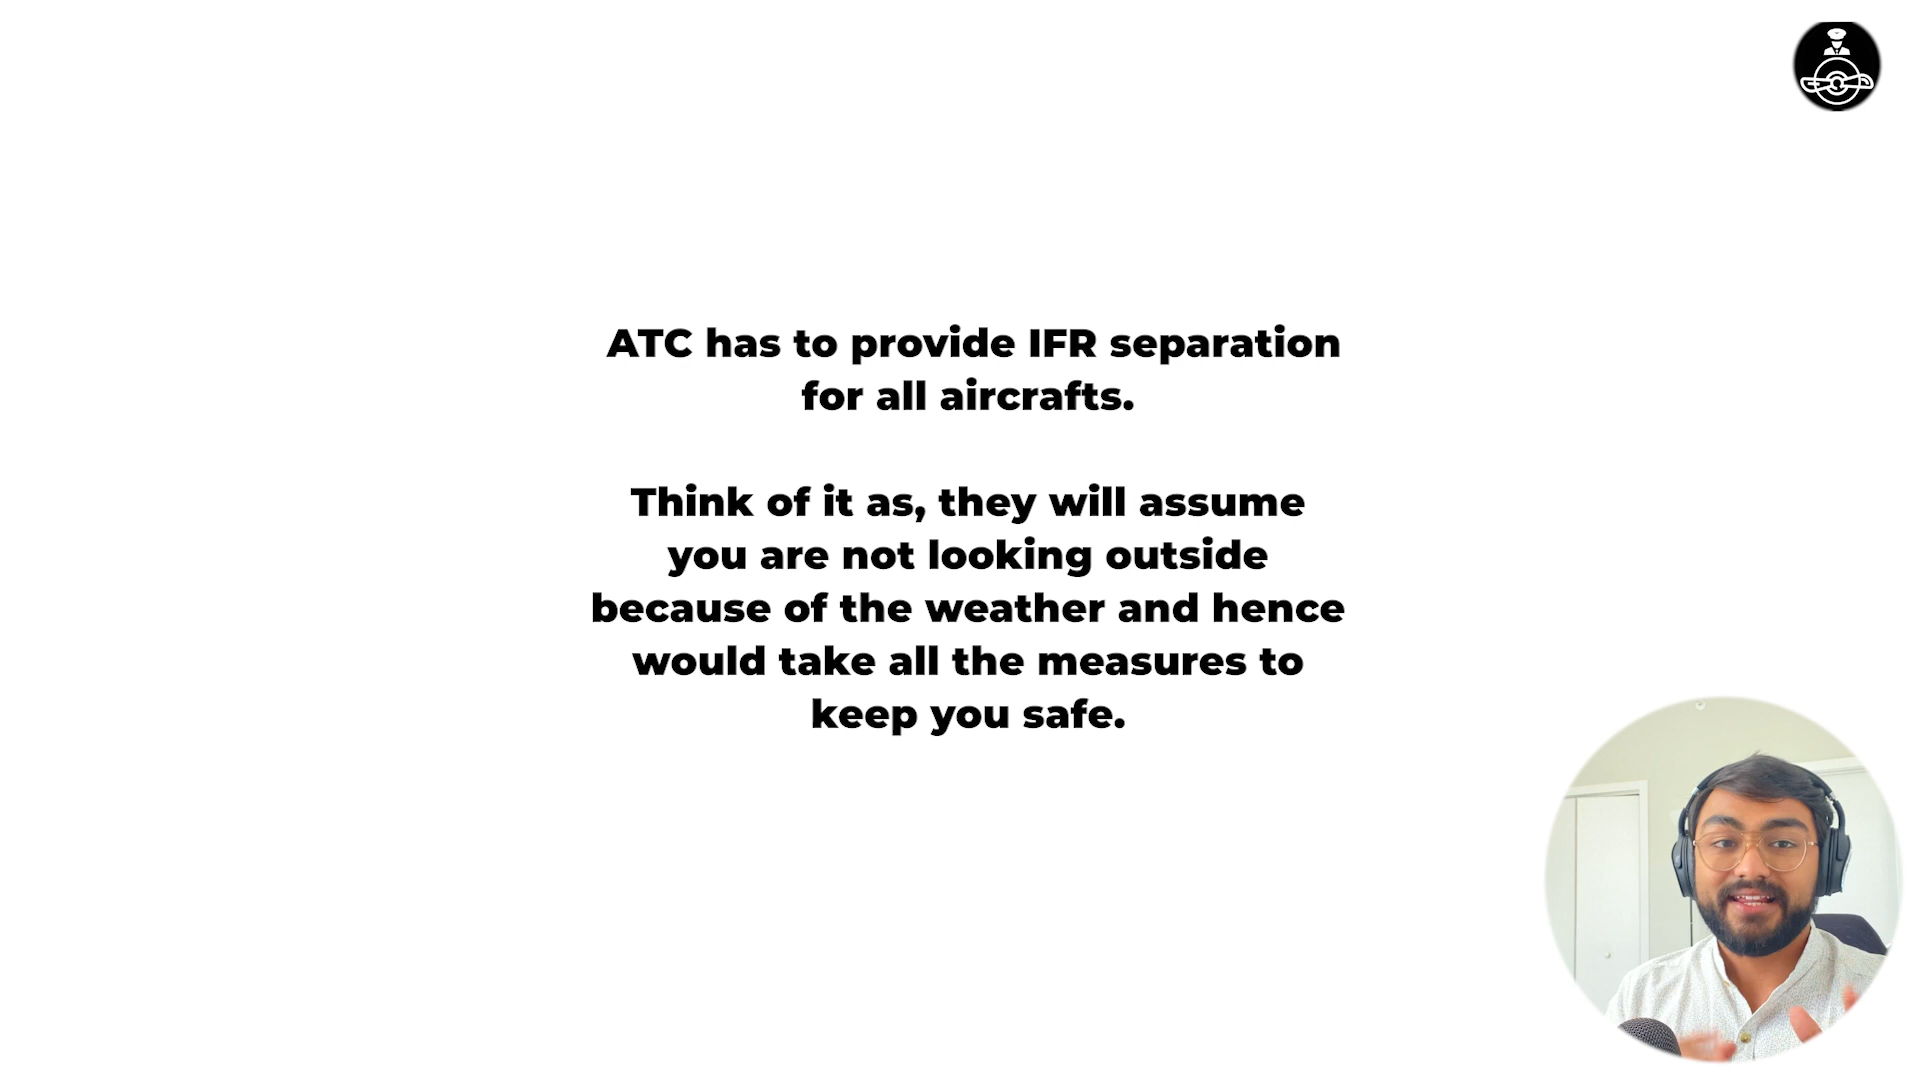 ATC has to provide IFR separation
for all aircrafts.
Think of it as, they will assume
you are not looking outside
because of the weather and hence
would take all the measures to
keep you safe.